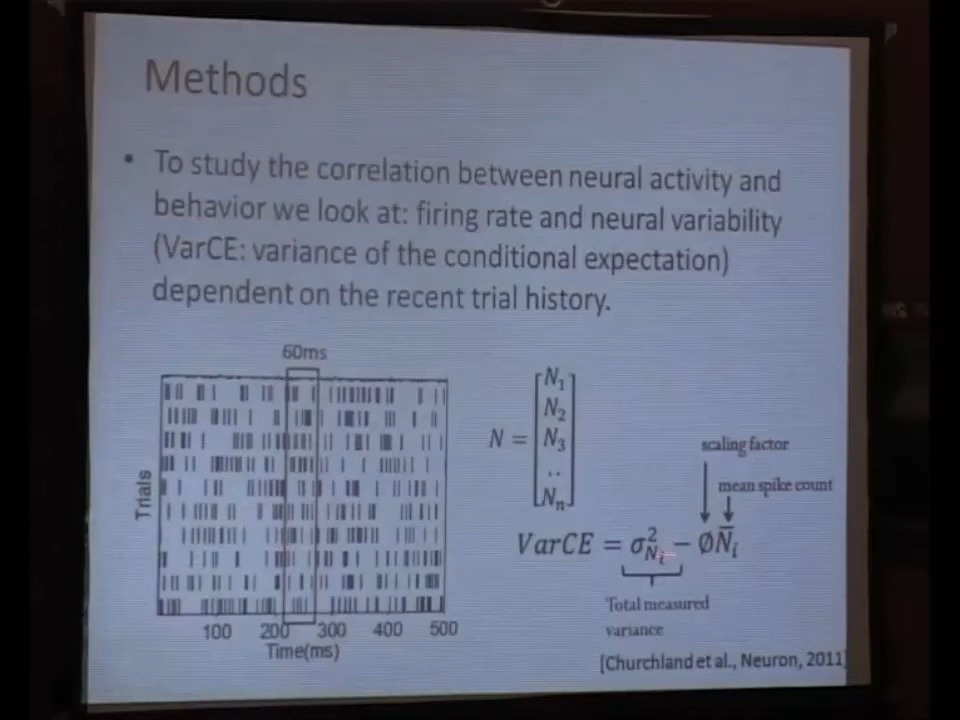 Methods
• To study the correlation between neural activity and
behavior we look at: firing rate and neural variability
(VarCE: variance of the conditional expectation)
dependent on the recent trial history.
60ms
Trials
100 200 300 400 500
Time(ms)
N = [N₁
N₂
N₃
..
Nₙ]
scaling factor
mean spike count
VarCE = σ²_{N_i} − ØN̅_i
Total measured
variance
[Churchland et al., Neuron, 2011]